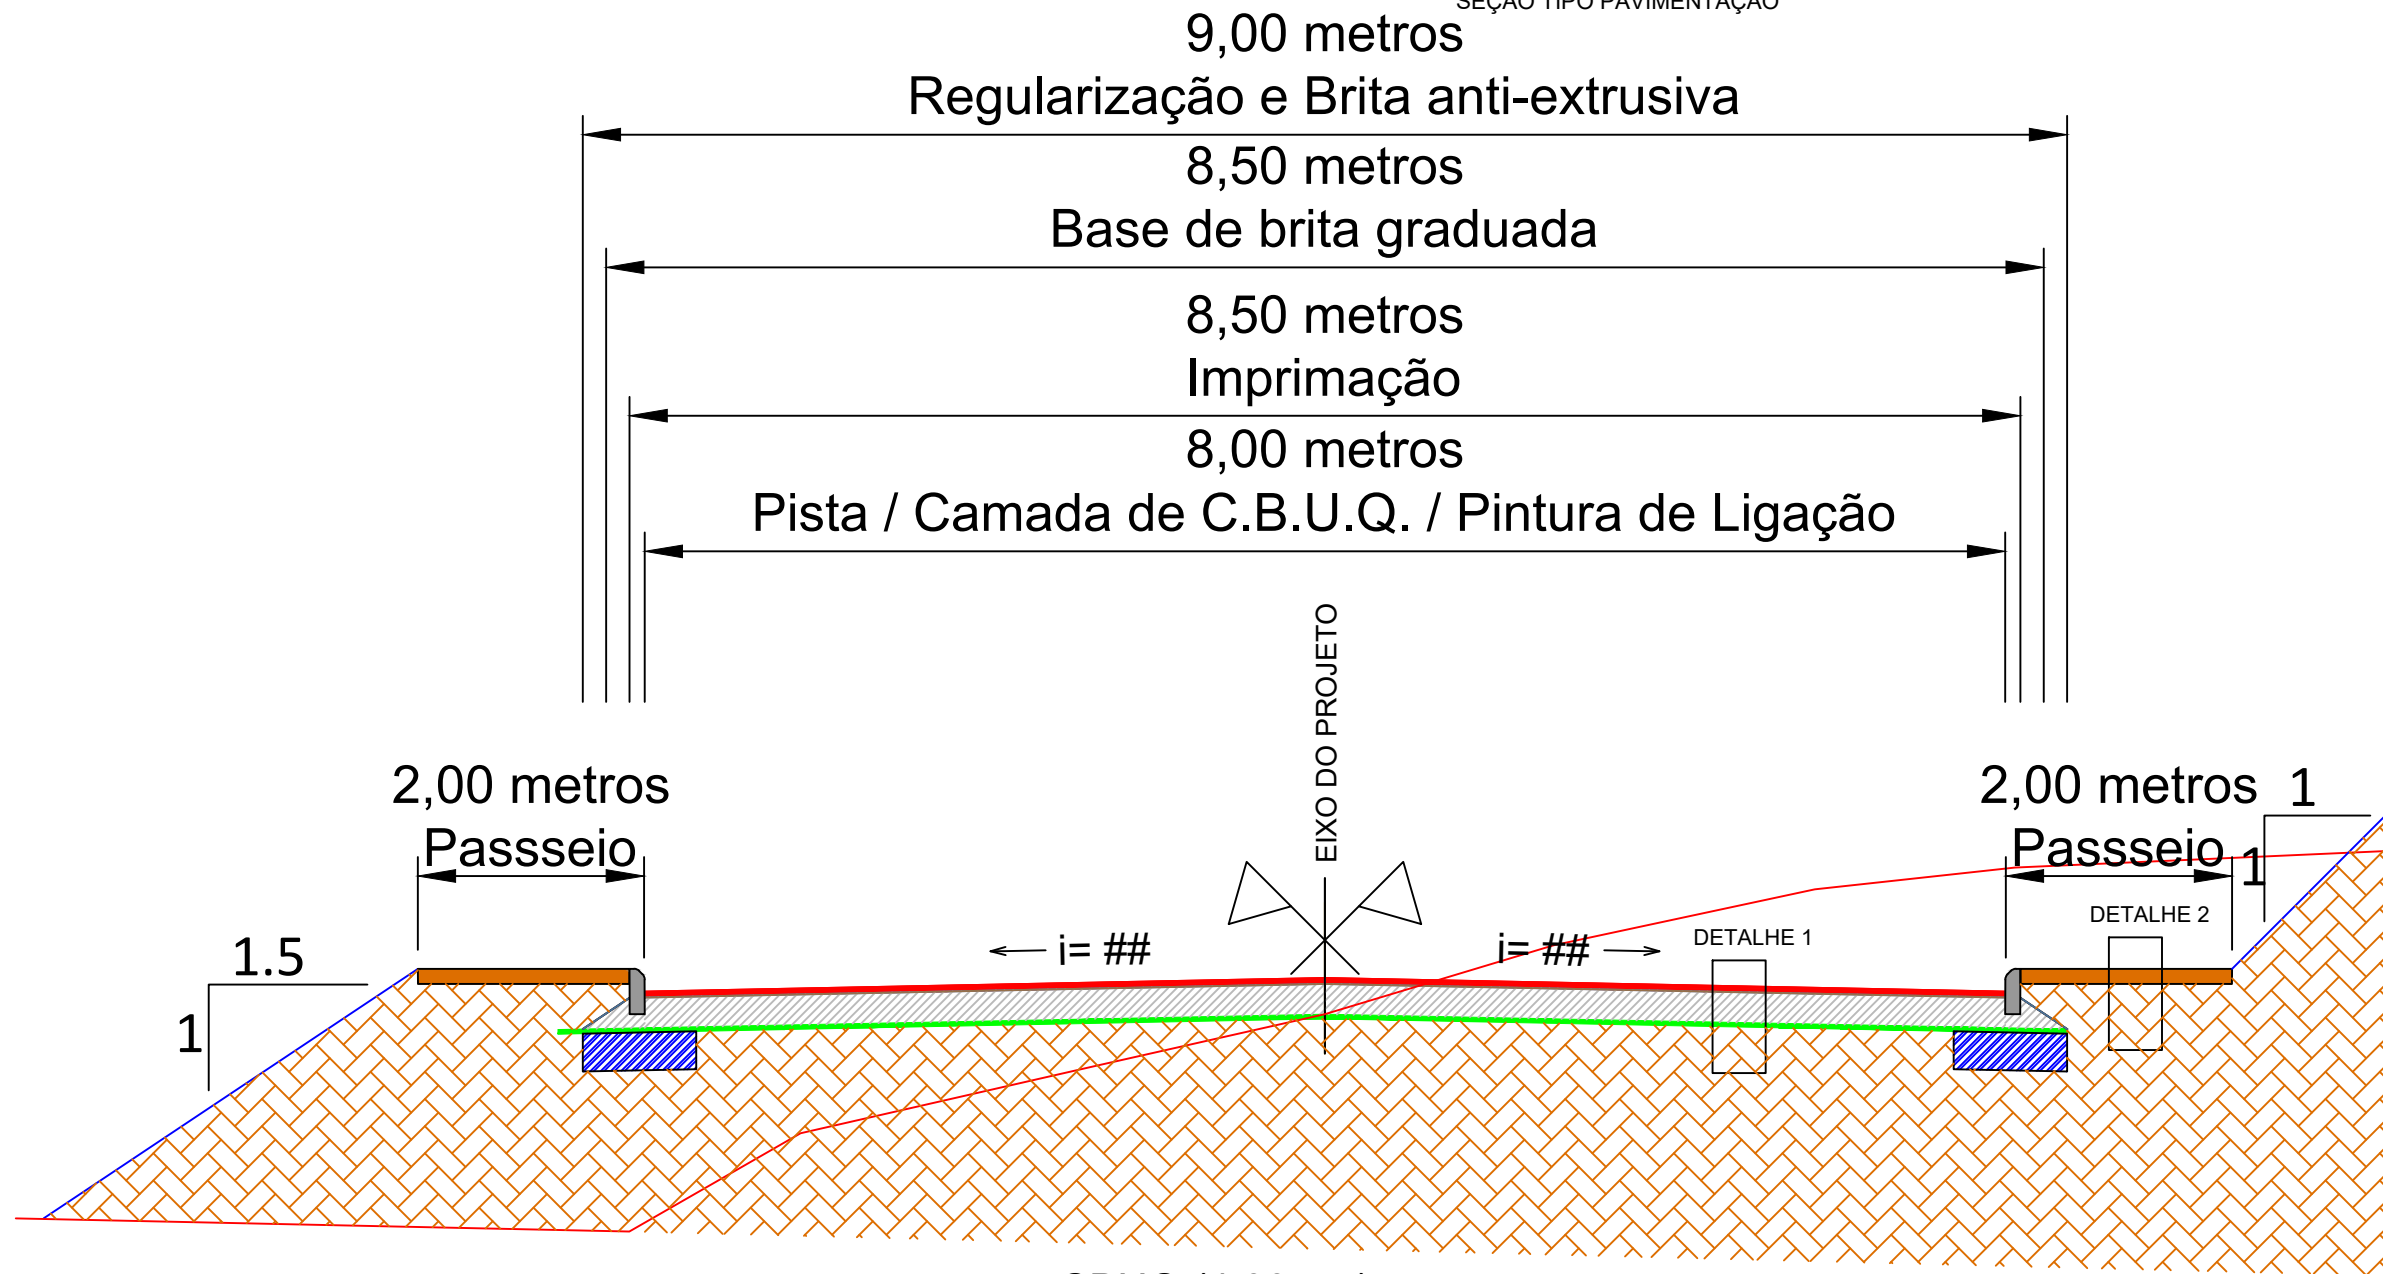 SEÇÃO TIPO PAVIMENTAÇÃO
9,00 metros
Regularização e Brita anti-extrusiva
8,50 metros
Base de brita graduada
8,50 metros
Imprimação
8,00 metros
Pista / Camada de C.B.U.Q. / Pintura de Ligação
EIXO DO PROJETO
2,00 metros
Passseio
2,00 metros
Passseio
1
1
1.5
1
i= ##
i= ##
DETALHE 1
DETALHE 2